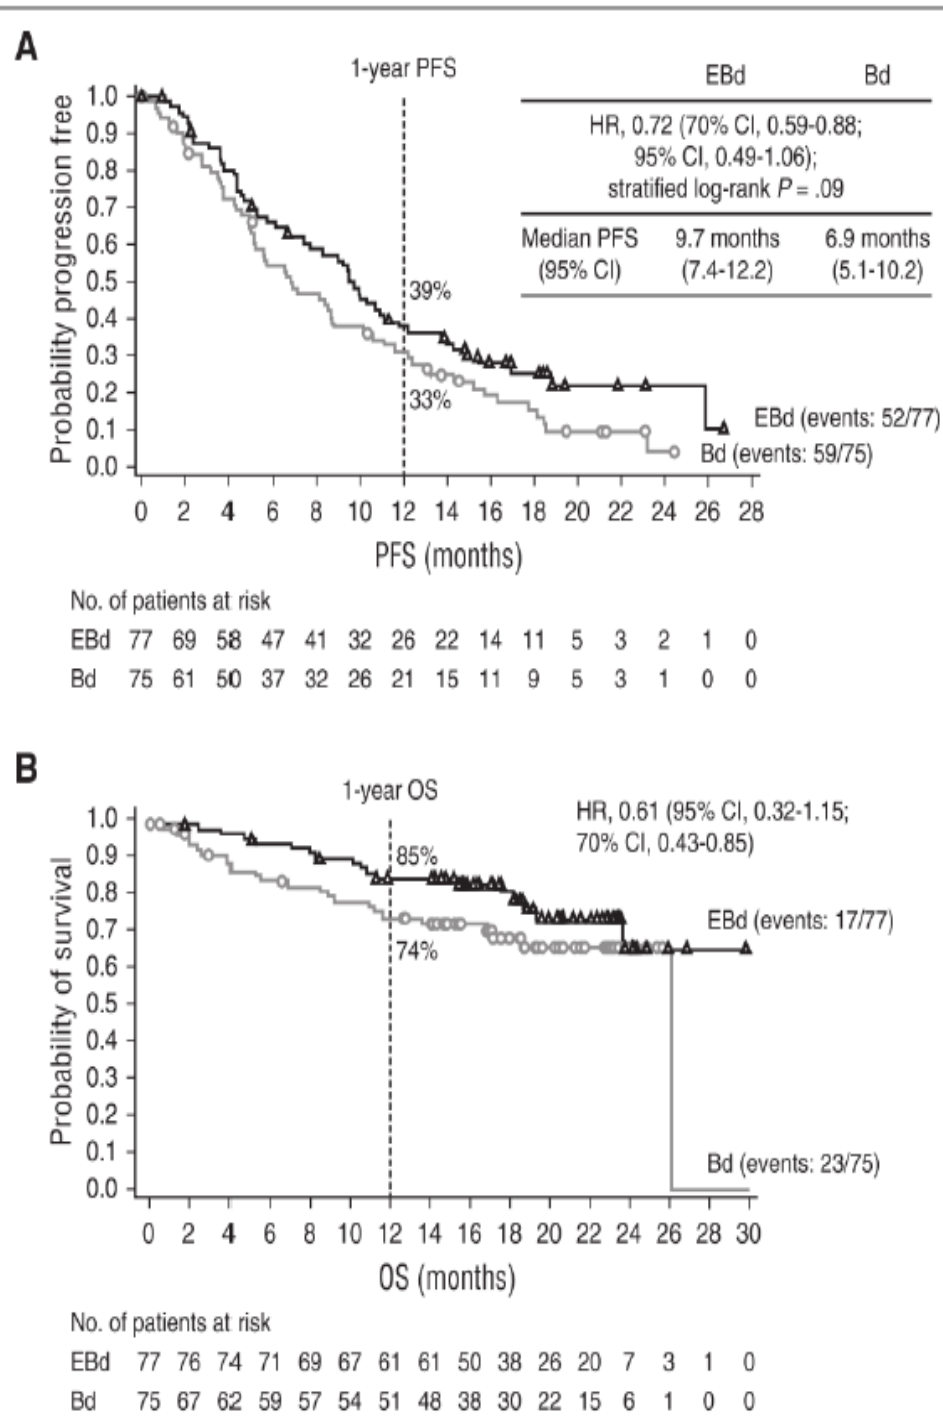 A
1-year PFS
EBd Bd
HR, 0.72 (70% CI, 0.59-0.88;
95% CI, 0.49-1.06);
stratified log-rank P = .09
Median PFS 9.7 months 6.9 months
(95% CI) (7.4-12.2) (5.1-10.2)
Probability progression free
1.0
0.9
0.8
0.7
0.6
0.5
0.4
0.3
0.2
0.1
0.0
39%
33%
EBd (events: 52/77)
Bd (events: 59/75)
0 2 4 6 8 10 12 14 16 18 20 22 24 26 28
PFS (months)
No. of patients at risk
EBd 77 69 58 47 41 32 26 22 14 11 5 3 2 1 0
Bd 75 61 50 37 32 26 21 15 11 9 5 3 1 0 0
B
1-year OS
HR, 0.61 (95% CI, 0.32-1.15;
70% CI, 0.43-0.85)
Probability of survival
1.0
0.9
0.8
0.7
0.6
0.5
0.4
0.3
0.2
0.1
0.0
85%
74%
EBd (events: 17/77)
Bd (events: 23/75)
0 2 4 6 8 10 12 14 16 18 20 22 24 26 28 30
OS (months)
No. of patients at risk
EBd 77 76 74 71 69 67 61 61 50 38 26 20 7 3 1 0
Bd 75 67 62 59 57 54 51 48 38 30 22 15 6 1 0 0